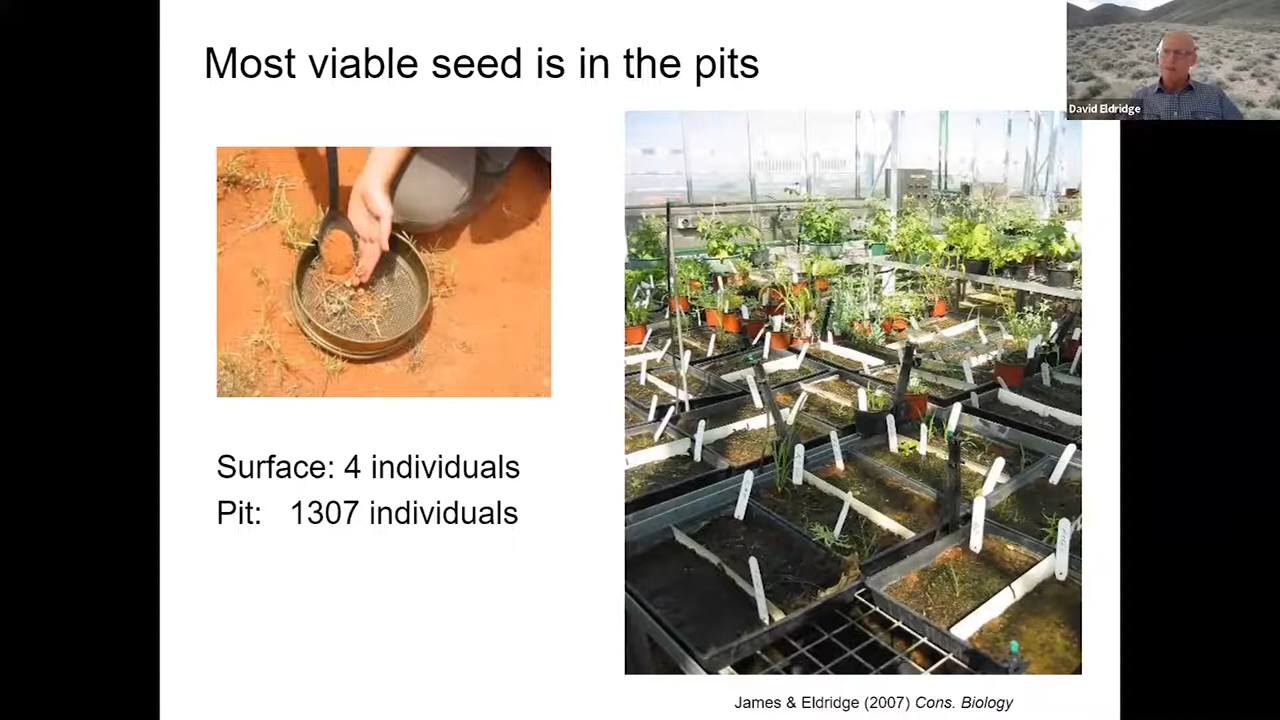 Most viable seed is in the pits
David Eldridge
Surface: 4 individuals
Pit: 1307 individuals
James & Eldridge (2007) Cons. Biology